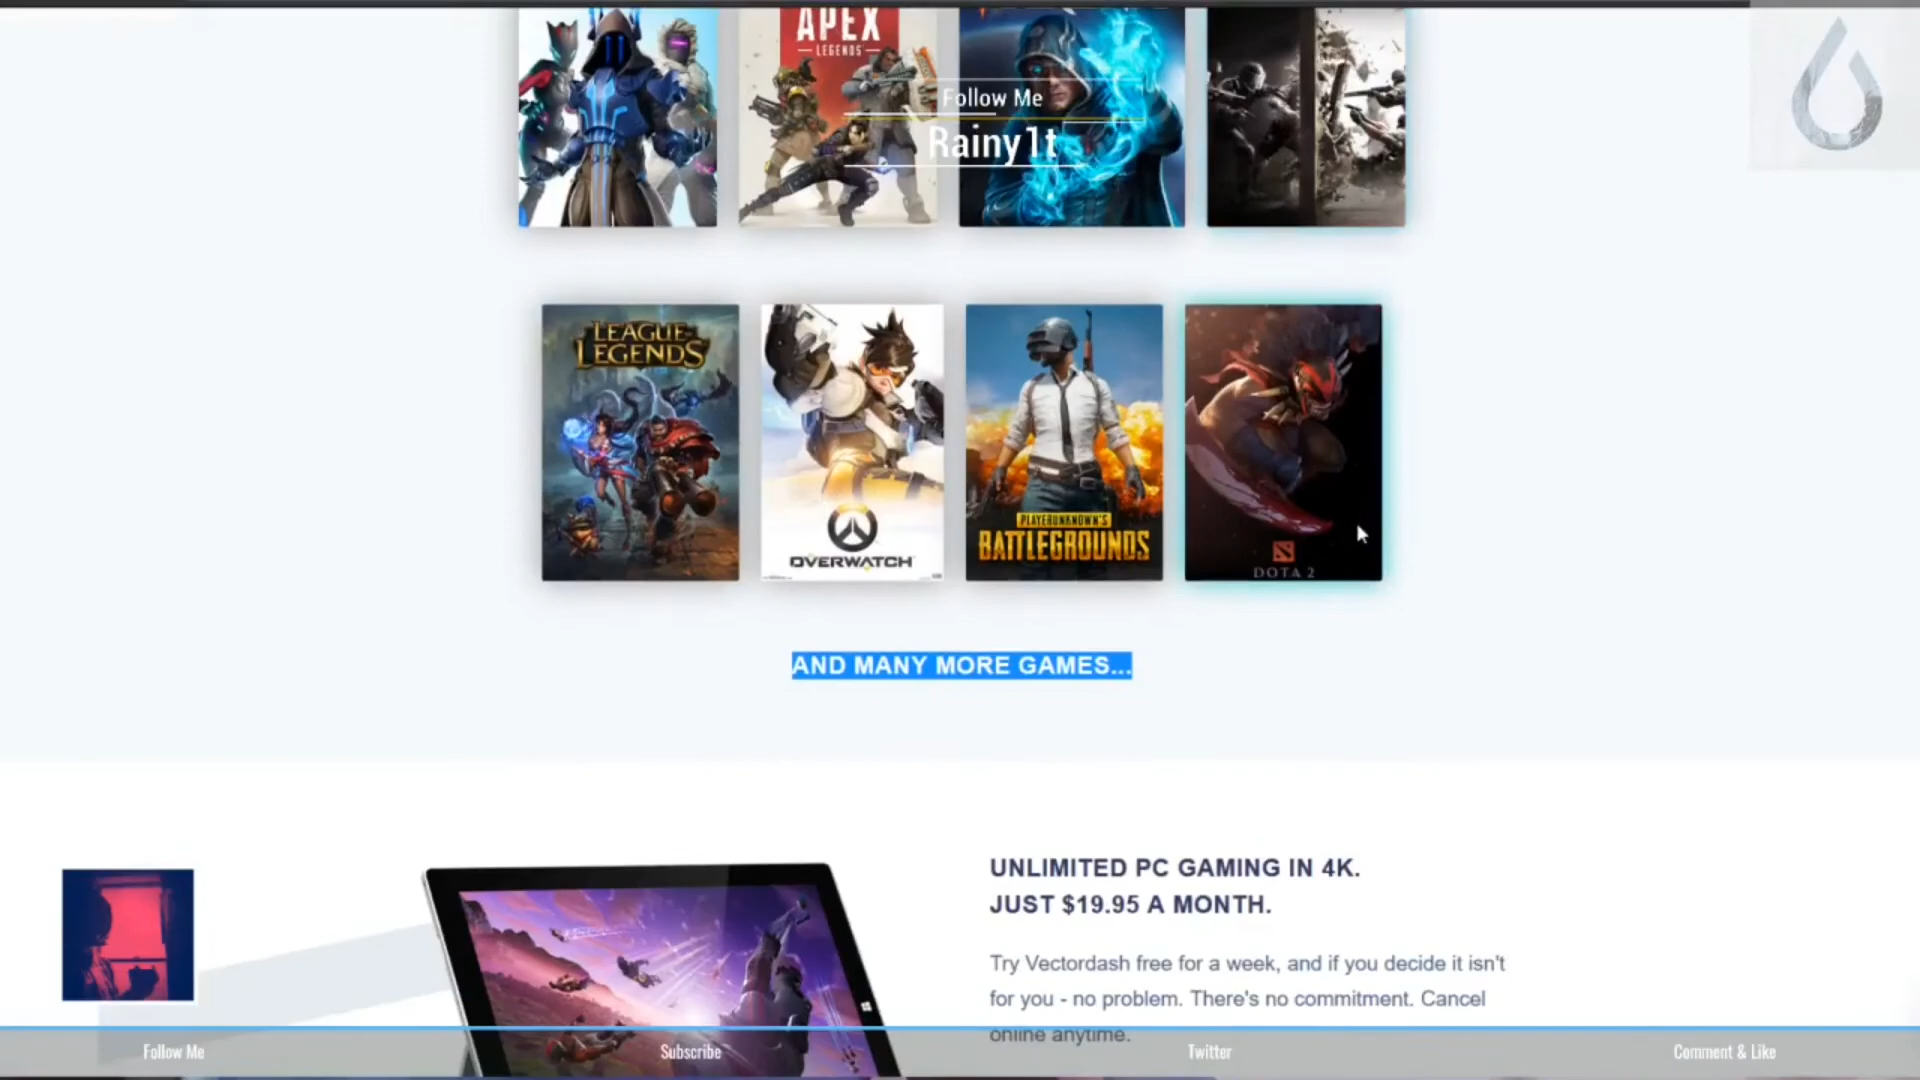 APEX
LEGENDS
Follow Me
Rainy1t
LEAGUE OF
LEGENDS
OVERWATCH
PLAYERUNKNOWN'S
BATTLEGROUNDS
DOTA 2
AND MANY MORE GAMES...
UNLIMITED PC GAMING IN 4K.
JUST $19.95 A MONTH.
Try Vectordash free for a week, and if you decide it isn't
for you - no problem. There's no commitment. Cancel
online anytime.
Follow Me
Subscribe
Twitter
Comment & Like